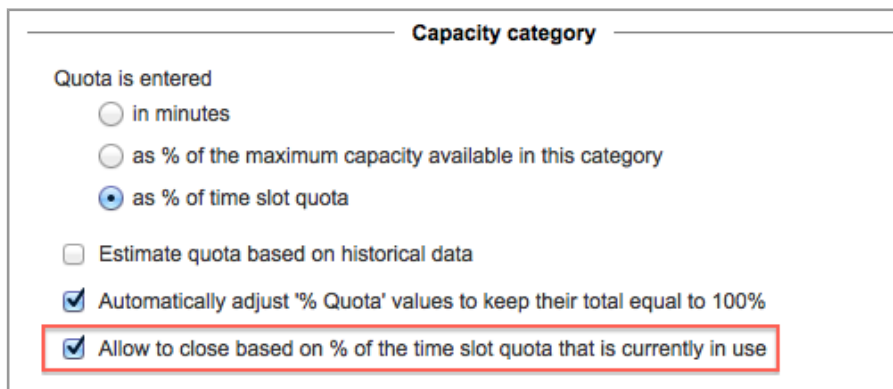 Capacity category
Quota is entered
in minutes
as % of the maximum capacity available in this category
as % of time slot quota
Estimate quota based on historical data
Automatically adjust '% Quota' values to keep their total equal to 100%
Allow to close based on % of the time slot quota that is currently in use